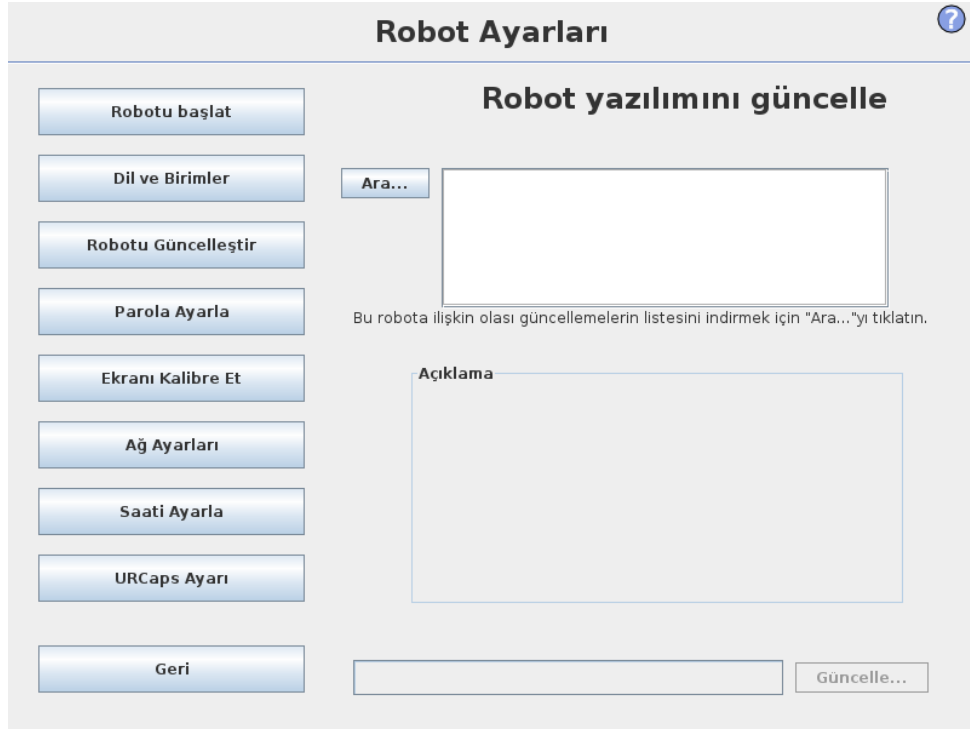 Robot Ayarları
?
Robotu başlat
Dil ve Birimler
Robotu Güncelleştir
Parola Ayarla
Ekranı Kalibre Et
Ağ Ayarları
Saati Ayarla
URCaps Ayarı
Geri
Robot yazılımını güncelle
Ara...
Bu robota ilişkin olası güncellemelerin listesini indirmek için "Ara..."yı tıklatın.
Açıklama
Güncelle...